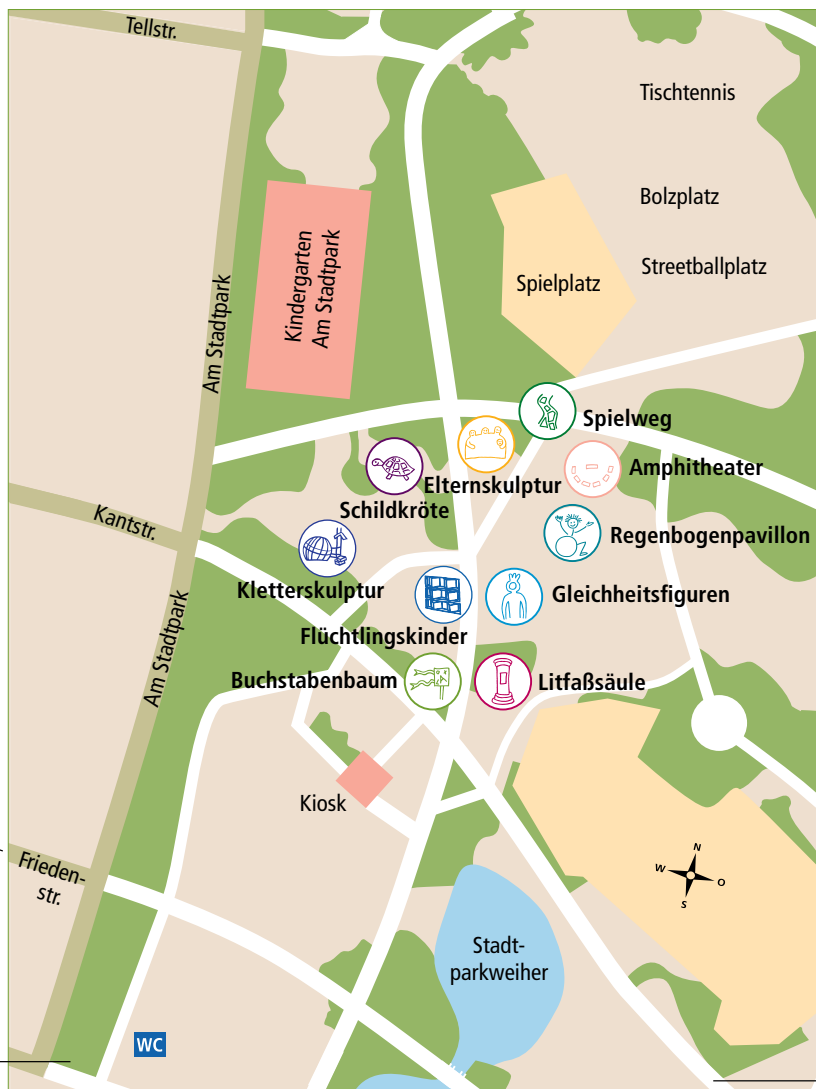 Tellstr.
Tischtennis
Bolzplatz
Streetballplatz
Spielplatz
Kindergarten
Am Stadtpark
Am Stadtpark
Spielweg
Elternskulptur
Amphitheater
Schildkröte
Kantstr.
Regenbogenpavillon
Kletterskulptur
Gleichheitsfiguren
Flüchtlingskinder
Am Stadtpark
Buchstabenbaum
Litfaßsäule
Kiosk
Frieden-
str.
N
W
O
S
Stadt-
parkweiher
WC